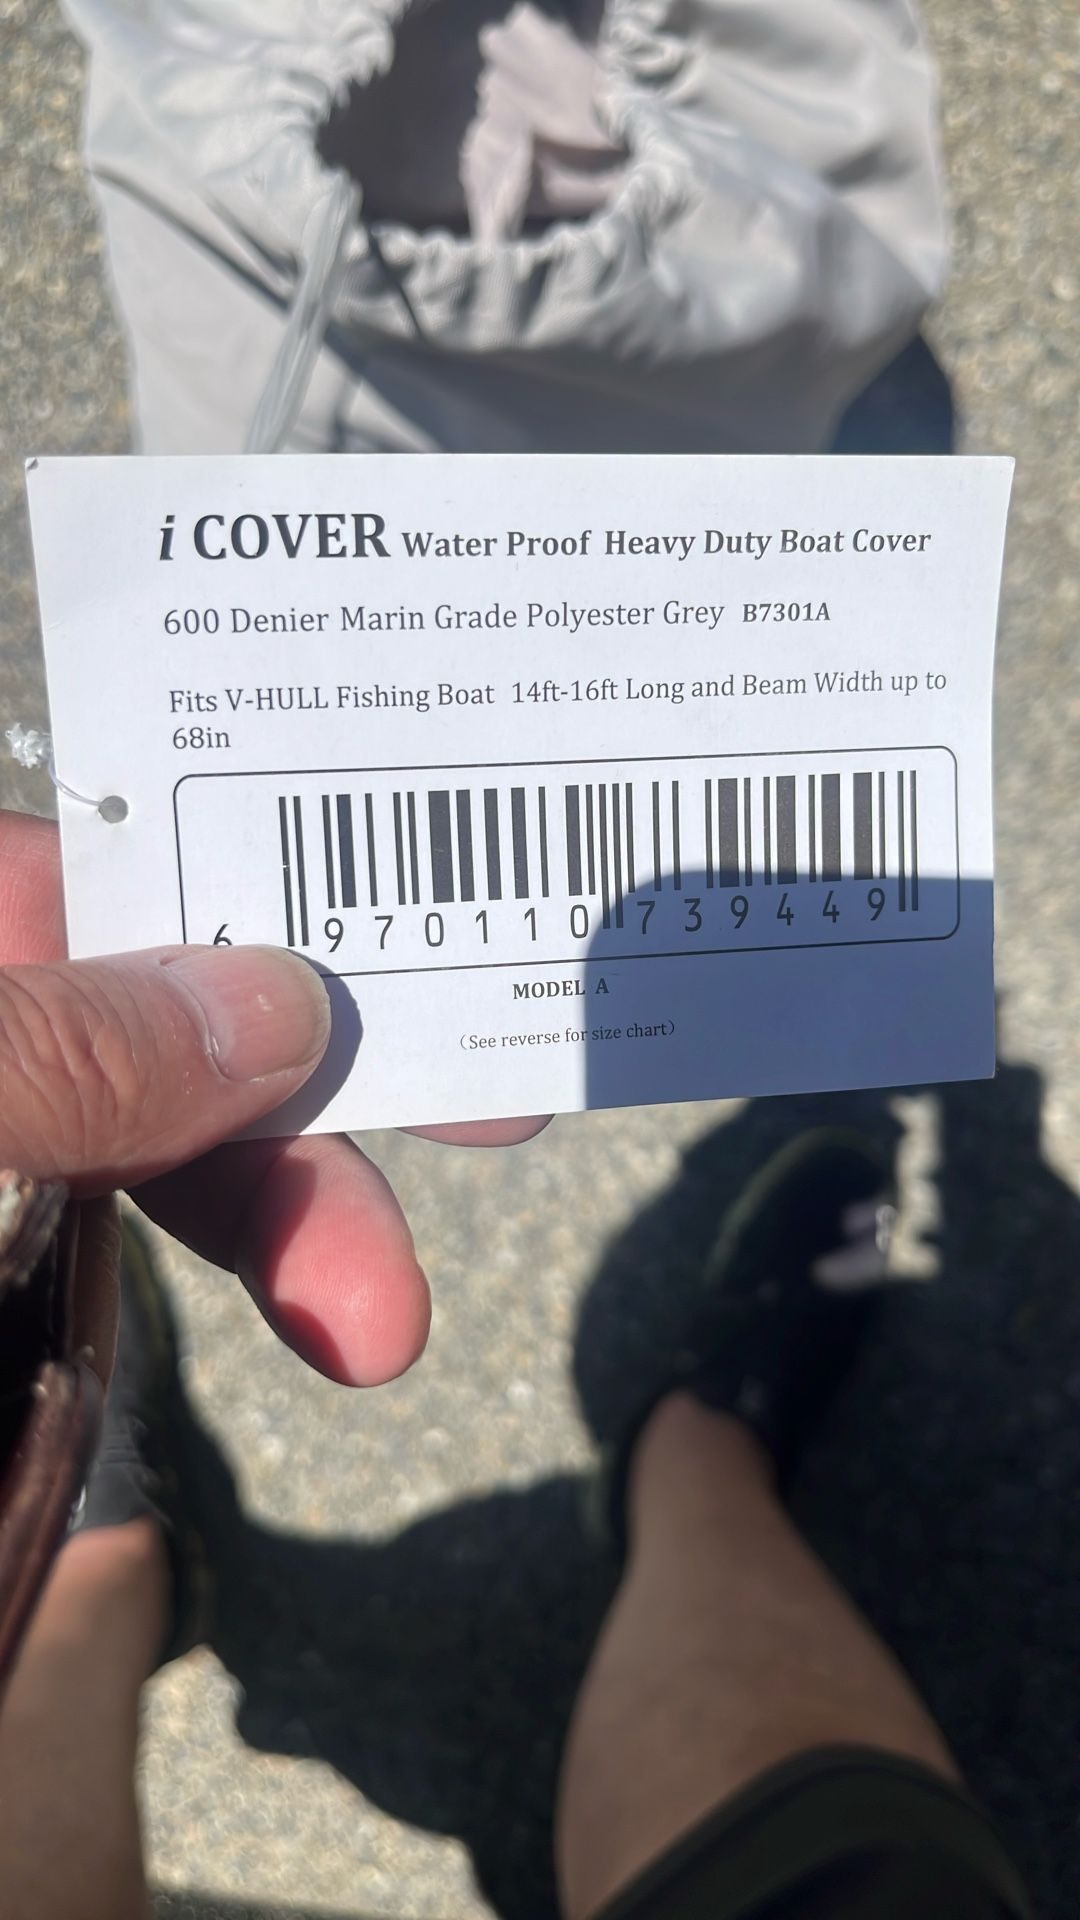 i COVER Water Proof Heavy Duty Boat Cover
600 Denier Marin Grade Polyester Grey B7301A
Fits V-HULL Fishing Boat 14ft-16ft Long and Beam Width up to
68in
6 970110 739449
MODEL A
(See reverse for size chart)